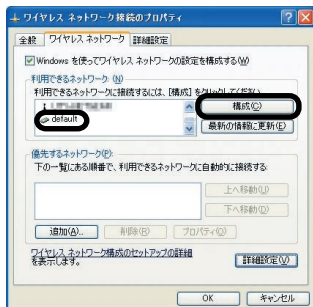 ワイヤレス ネットワーク接続のプロパティ
全般 ワイヤレス ネットワーク 詳細設定
Windows を使ってワイヤレス ネットワークの設定を構成する(W)
利用できるネットワーク (N)
利用できるネットワークに接続するには、[構成] をクリックしてください。
構成(C)
default
最新の情報に更新(E)
優先するネットワーク(P):
下の一覧にある順番で、利用できるネットワークに自動的に接続する:
上へ移動(U)
下へ移動(D)
追加(A)... 削除(R) プロパティ(O)
ワイヤレス ネットワーク構成のセットアップの詳細
を表示します。
詳細設定(V)
OK キャンセル